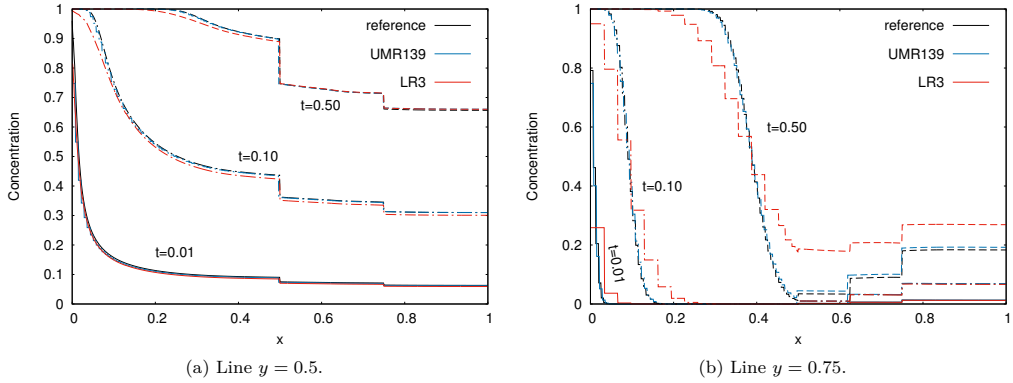 1
0.9
0.8
0.7
0.6
0.5
0.4
0.3
0.2
0.1
0
Concentration
reference
UMR139
LR3
t=0.50
t=0.10
t=0.01
0 0.2 0.4 0.6 0.8 1
x
(a) Line y = 0.5.
1
0.8
0.6
0.4
0.2
0
Concentration
reference
UMR139
LR3
t=0.50
t=0.10
t=0.01
0 0.2 0.4 0.6 0.8 1
x
(b) Line y = 0.75.